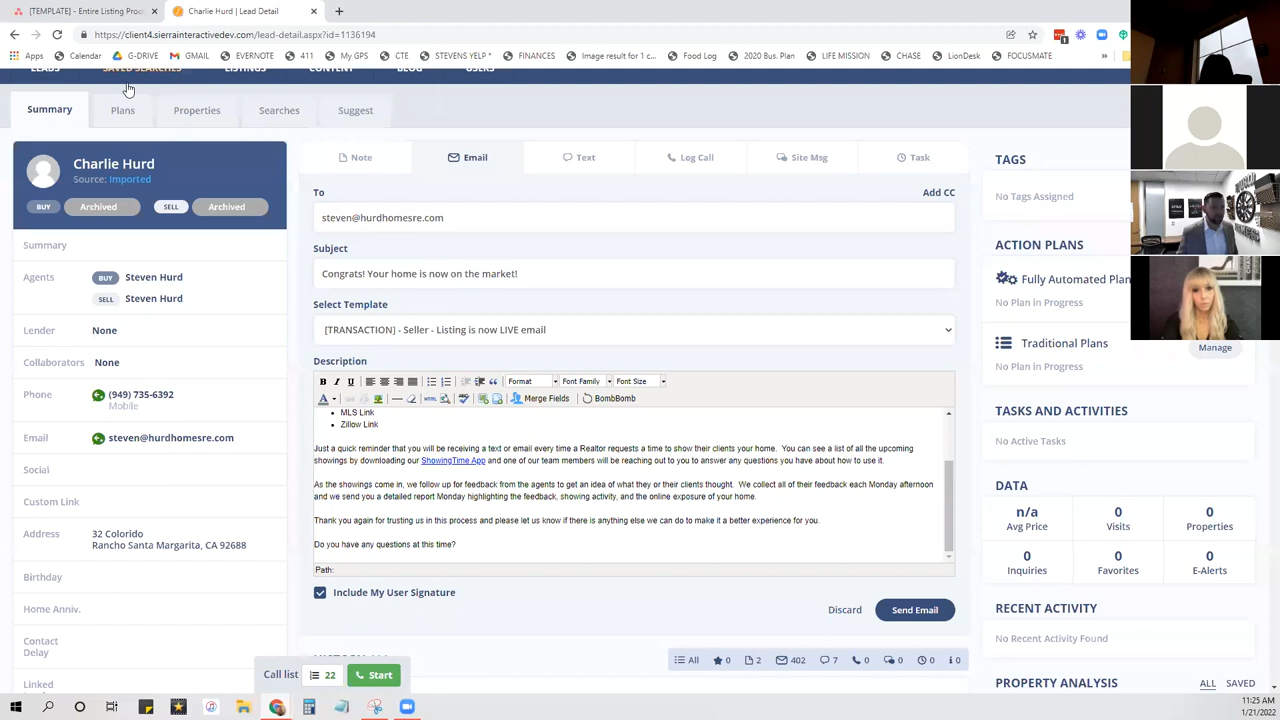 [TEMPLATE] - Entire Listing Proc
Charlie Hurd | Lead Detail
https://client4.sierrainteractivedev.com/lead-detail.aspx?id=1136194
Apps Calendar G-DRIVE GMAIL EVERNOTE 411 My GPS STEVENS YELP * FINANCES Image result for 1 c... CTE Food Log 2020 Bus. Plan LIFE MISSION CHASE LionDesk FOCUSMATE »
LEADS SAVED SEARCHES LISTINGS CONTENT BLOG USERS
Summary Plans Properties Searches Suggest
Charlie Hurd
Source: Imported
BUY Archived SELL Archived
Summary
Agents BUY Steven Hurd
SELL Steven Hurd
Lender None
Collaborators None
Phone (949) 735-6392
Mobile
Email steven@hurdhomesre.com
Social
Custom Link
Address 32 Colorido
Rancho Santa Margarita, CA 92688
Birthday
Home Anniv.
Contact
Delay
Linked
Note Email Text Log Call Site Msg Task
To Add CC
steven@hurdhomesre.com
Subject
Congrats! Your home is now on the market!
Select Template
[TRANSACTION] - Seller - Listing is now LIVE email
Description
B I U Format Font Family Font Size
A HTML Merge Fields BombBomb
• MLS Link
• Zillow Link
Just a quick reminder that you will be receiving a text or email every time a Realtor requests a time to show their clients your home. You can see a list of all the upcoming
showings by downloading our ShowingTime App and one of our team members will be reaching out to you to answer any questions you have about how to use it.
As the showings come in, we follow up for feedback from the agents to get an idea of what they or their clients thought. We collect all of their feedback each Monday afternoon
and we send you a detailed report Monday highlighting the feedback, showing activity, and the online exposure of your home.
Thank you again for trusting us in this process and please let us know if there is anything else we can do to make it a better experience for you.
Do you have any questions at this time?
Path:
Include My User Signature
Discard Send Email
All 0 2 402 7 0 0 0 0
Call list 22 Start
TAGS
No Tags Assigned
ACTION PLANS
Fully Automated Plan
No Plan in Progress
Traditional Plans
No Plan in Progress
Manage
TASKS AND ACTIVITIES
No Active Tasks
DATA
n/a 0 0
Avg Price Visits Properties
0 0 0
Inquiries Favorites E-Alerts
RECENT ACTIVITY
No Recent Activity Found
PROPERTY ANALYSIS ALL SAVED
11:25 AM
1/21/2022